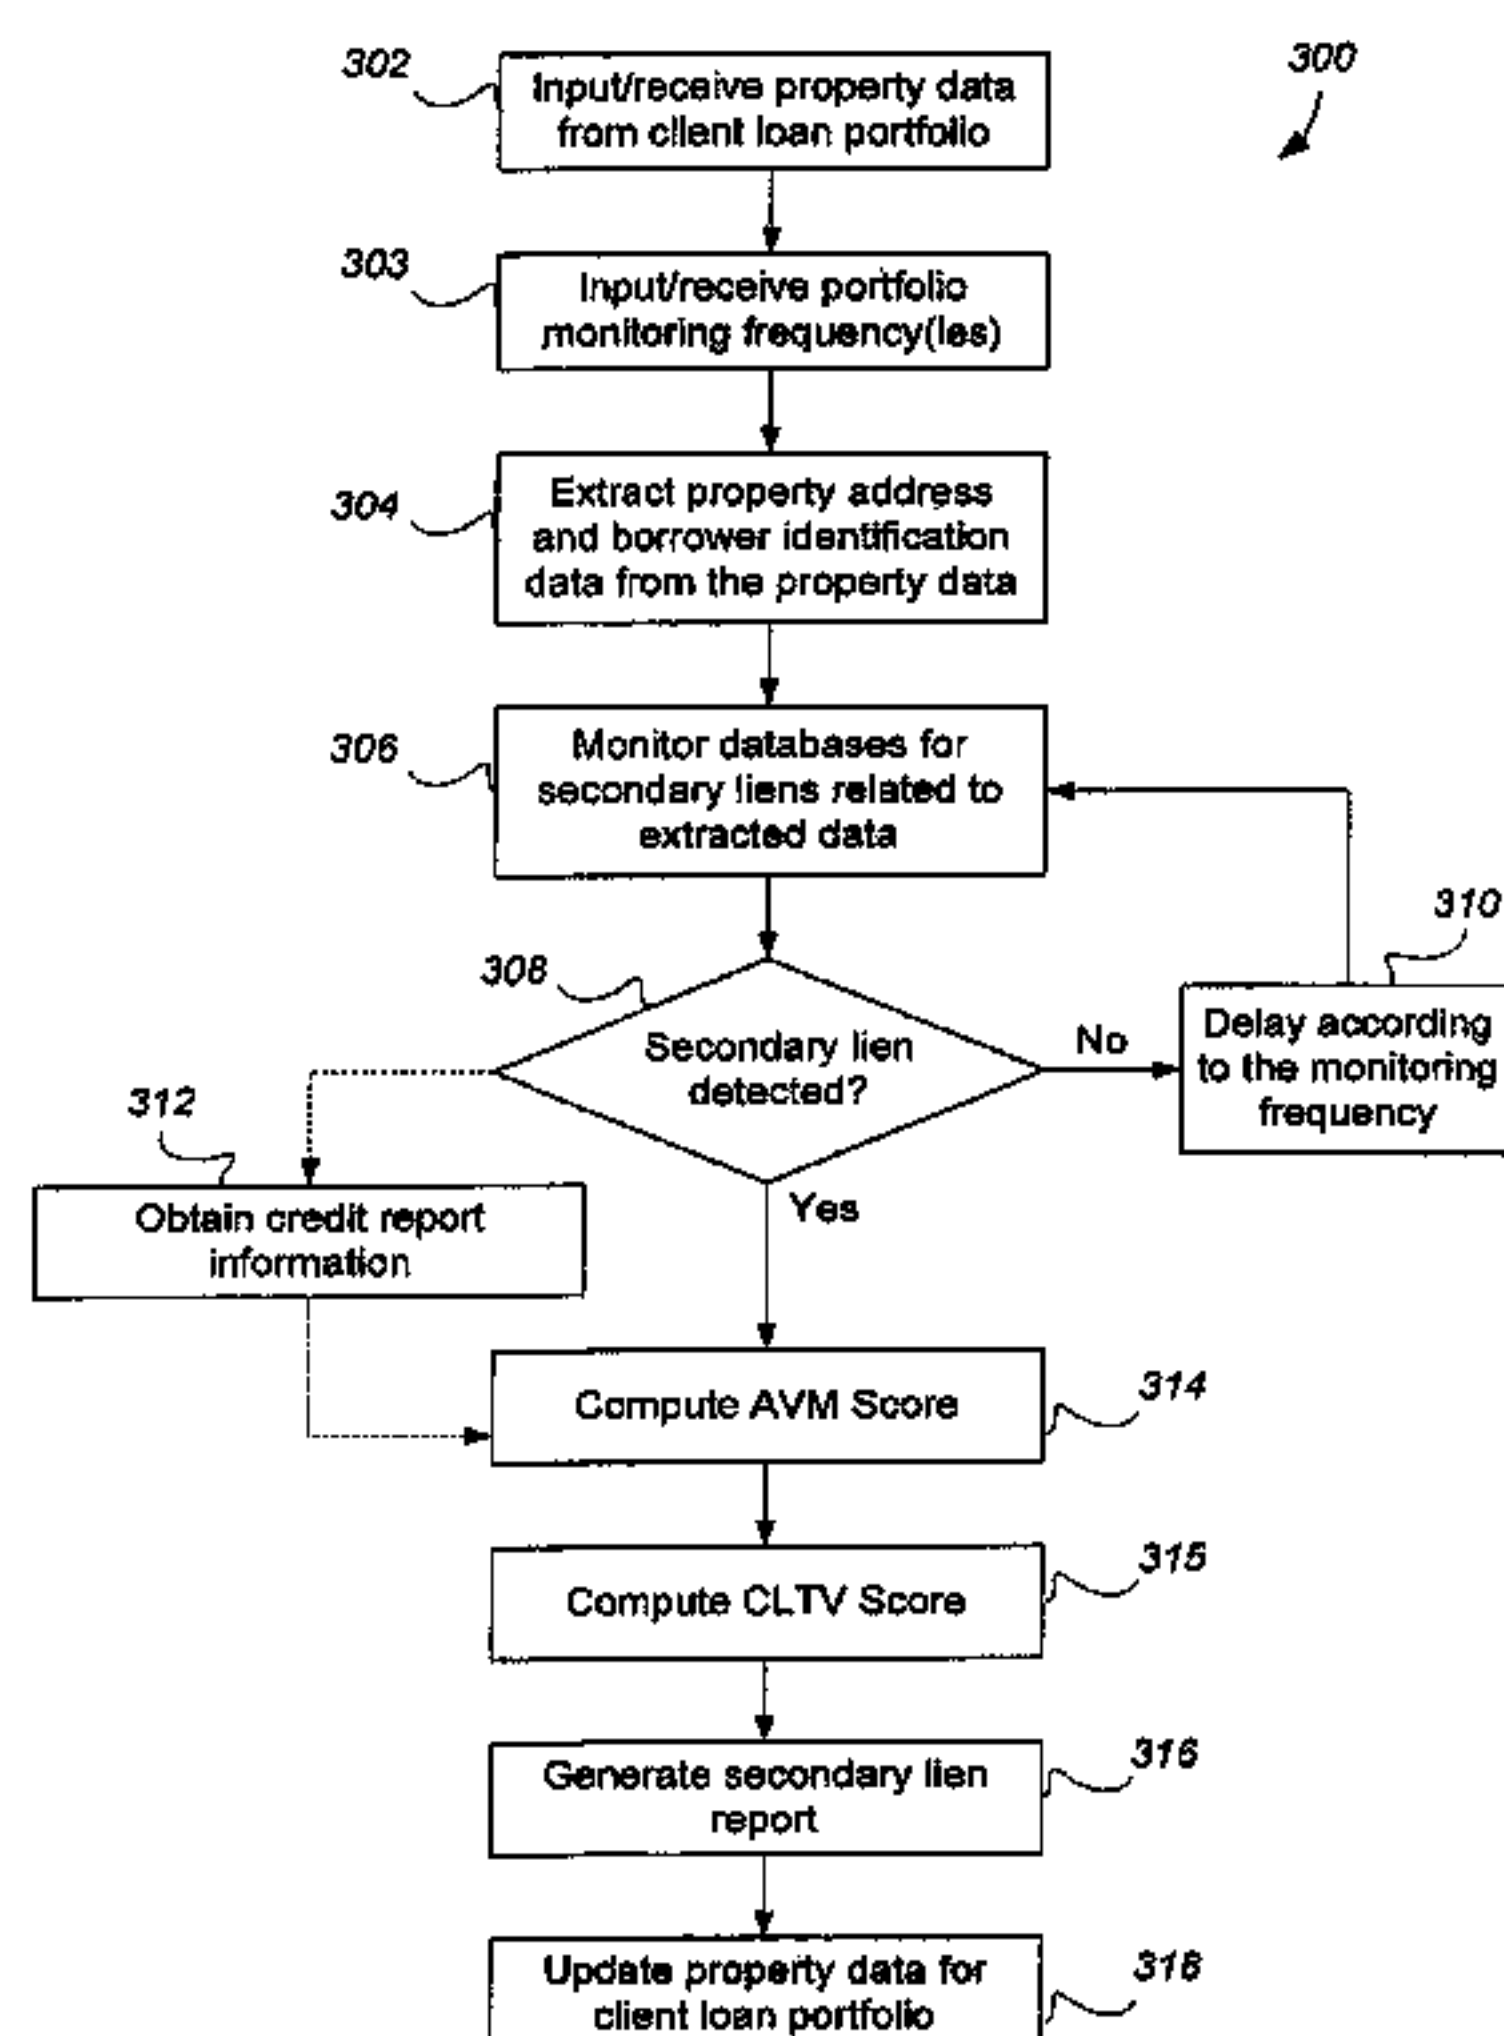 300
302
Input/receive property data
from client loan portfolio
303
Input/receive portfolio
monitoring frequency(ies)
304
Extract property address
and borrower identification
data from the property data
306
Monitor databases for
secondary liens related to
extracted data
308
Secondary lien
detected?
No
310
Delay according
to the monitoring
frequency
312
Obtain credit report
information
Yes
Compute AVM Score
314
Compute CLTV Score
315
Generate secondary lien
report
316
Update property data for
client loan portfolio
318